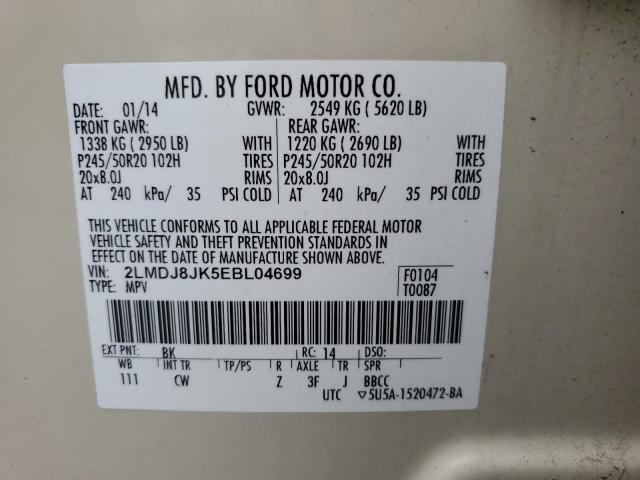 MFD. BY FORD MOTOR CO.
DATE: 01/14 GVWR: 2549 KG ( 5620 LB)
FRONT GAWR: REAR GAWR:
1338 KG ( 2950 LB) WITH 1220 KG ( 2690 LB) WITH
P245/50R20 102H TIRES P245/50R20 102H TIRES
20x8.0J RIMS 20x8.0J RIMS
AT 240 kPa/ 35 PSI COLD AT 240 kPa/ 35 PSI COLD
THIS VEHICLE CONFORMS TO ALL APPLICABLE FEDERAL MOTOR
VEHICLE SAFETY AND THEFT PREVENTION STANDARDS IN
EFFECT ON THE DATE OF MANUFACTURE SHOWN ABOVE.
VIN: 2LMDJ8JK5EBL04699 F0104
TYPE: MPV T0087
EXT PNT: BK RC: 14 DSO:
WB INT TR TP/PS R AXLE TR SPR
111 CW Z 3F J BBCC
UTC ▽5U5A-1520472-BA